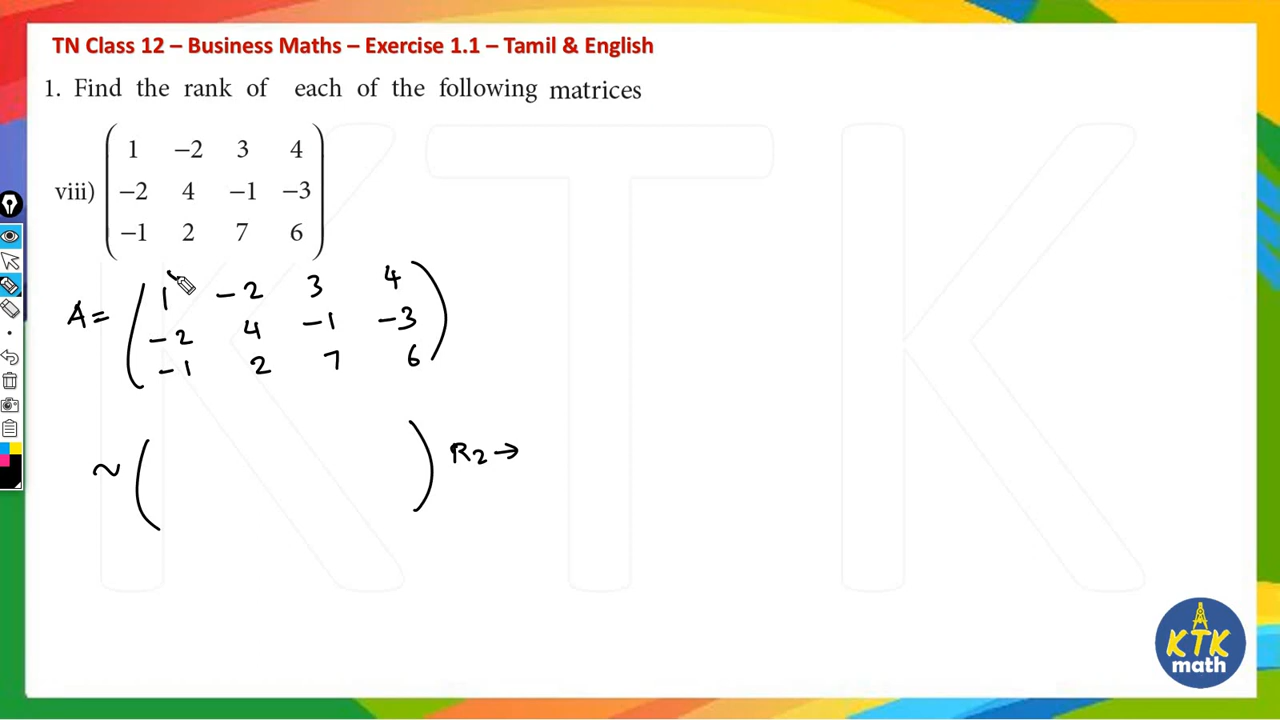 TN Class 12 – Business Maths – Exercise 1.1 – Tamil & English
1. Find the rank of each of the following matrices
1 −2 3 4
viii) −2 4 −1 −3
−1 2 7 6
1 −2 3 4
A= −2 4 −1 −3
−1 2 7 6
~ ( ) R2 →
KTK
KTK
math